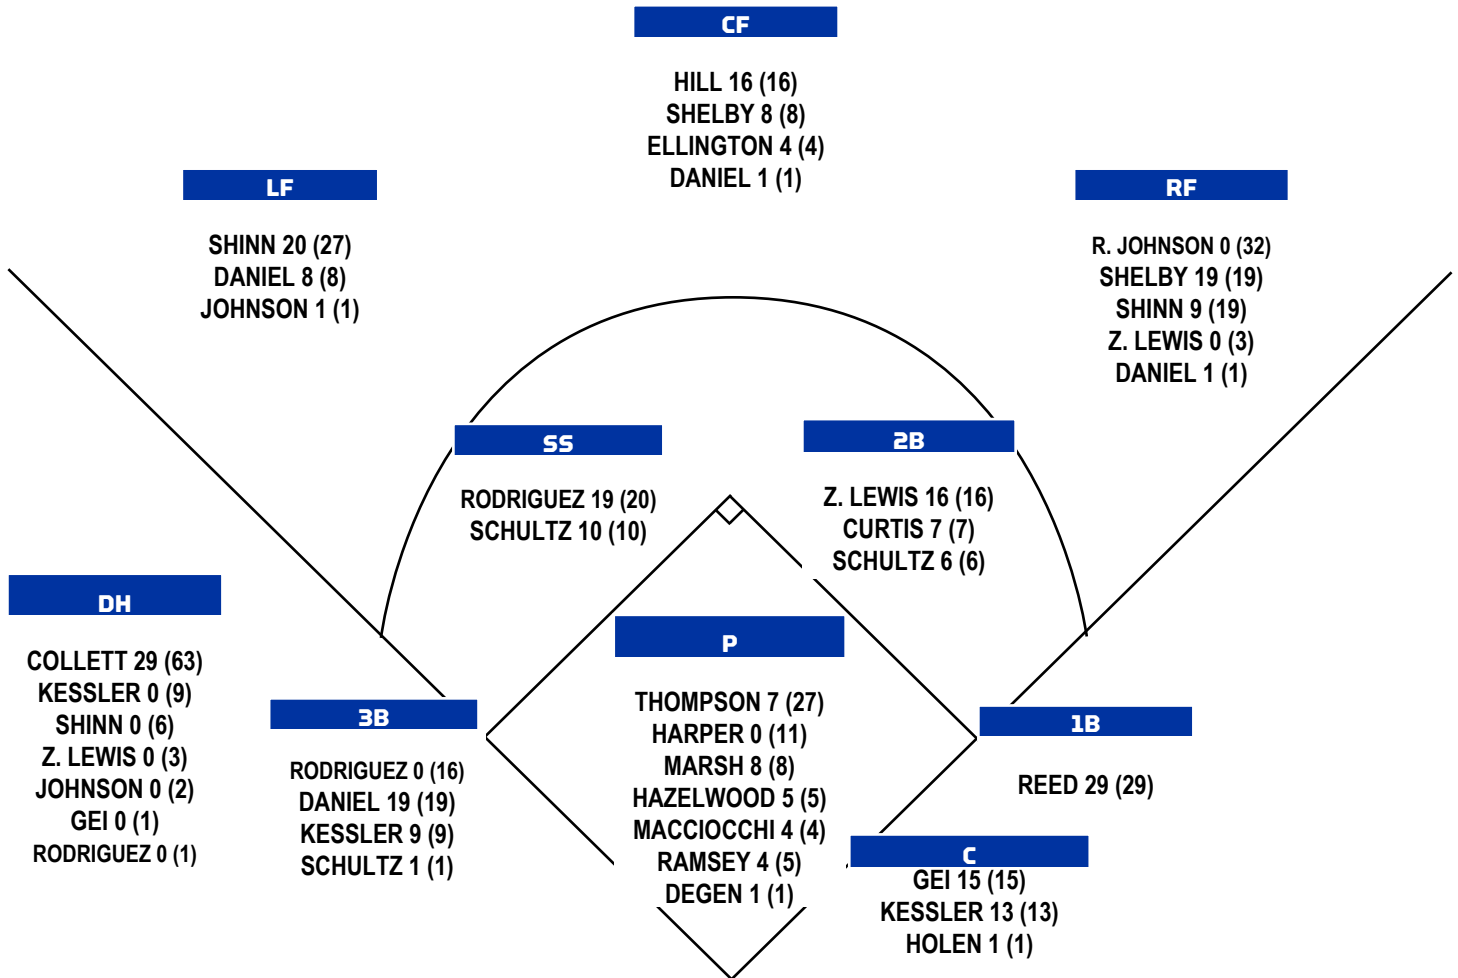 CF
HILL 16 (16)
SHELBY 8 (8)
ELLINGTON 4 (4)
DANIEL 1 (1)
LF
SHINN 20 (27)
DANIEL 8 (8)
JOHNSON 1 (1)
RF
R. JOHNSON 0 (32)
SHELBY 19 (19)
SHINN 9 (19)
Z. LEWIS 0 (3)
DANIEL 1 (1)
SS
RODRIGUEZ 19 (20)
SCHULTZ 10 (10)
2B
Z. LEWIS 16 (16)
CURTIS 7 (7)
SCHULTZ 6 (6)
DH
COLLETT 29 (63)
KESSLER 0 (9)
SHINN 0 (6)
Z. LEWIS 0 (3)
JOHNSON 0 (2)
GEI 0 (1)
RODRIGUEZ 0 (1)
3B
RODRIGUEZ 0 (16)
DANIEL 19 (19)
KESSLER 9 (9)
SCHULTZ 1 (1)
P
THOMPSON 7 (27)
HARPER 0 (11)
MARSH 8 (8)
HAZELWOOD 5 (5)
MACCIOCCHI 4 (4)
RAMSEY 4 (5)
DEGEN 1 (1)
1B
REED 29 (29)
C
GEI 15 (15)
KESSLER 13 (13)
HOLEN 1 (1)